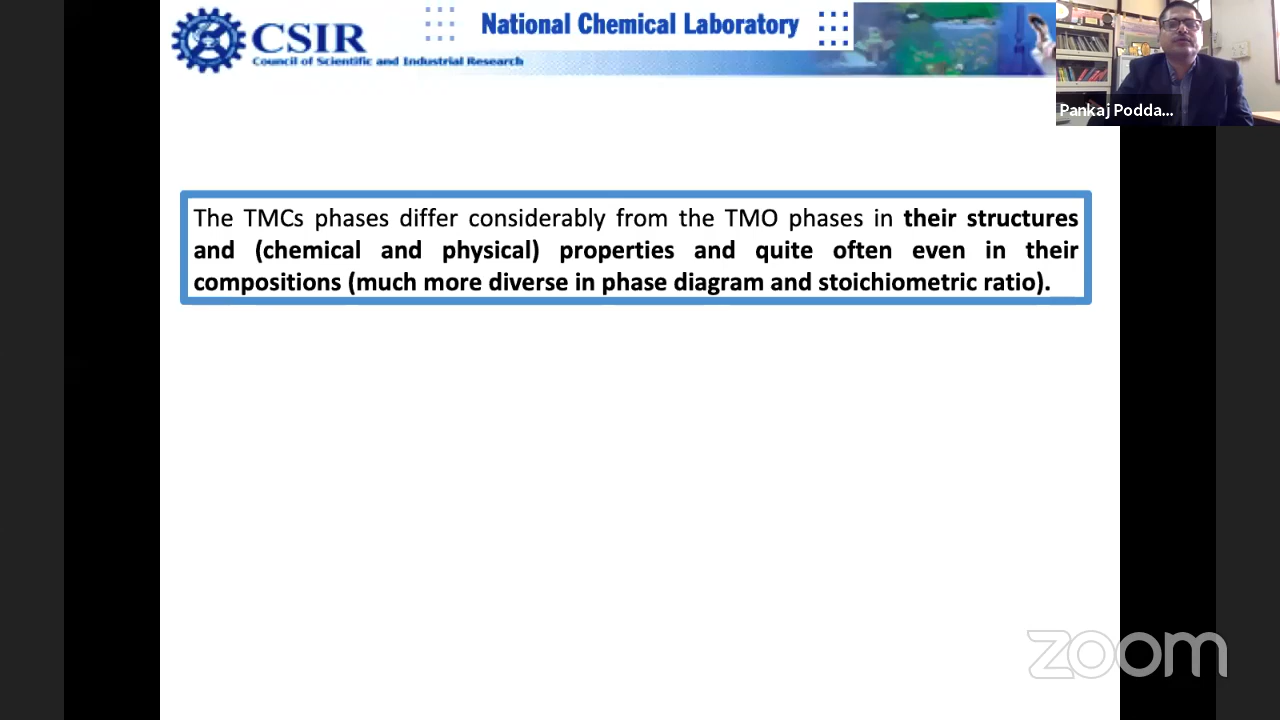 CSIR
Council of Scientific and Industrial Research
National Chemical Laboratory
Pankaj Podda...
The TMCs phases differ considerably from the TMO phases in their structures
and (chemical and physical) properties and quite often even in their
compositions (much more diverse in phase diagram and stoichiometric ratio).
zoom